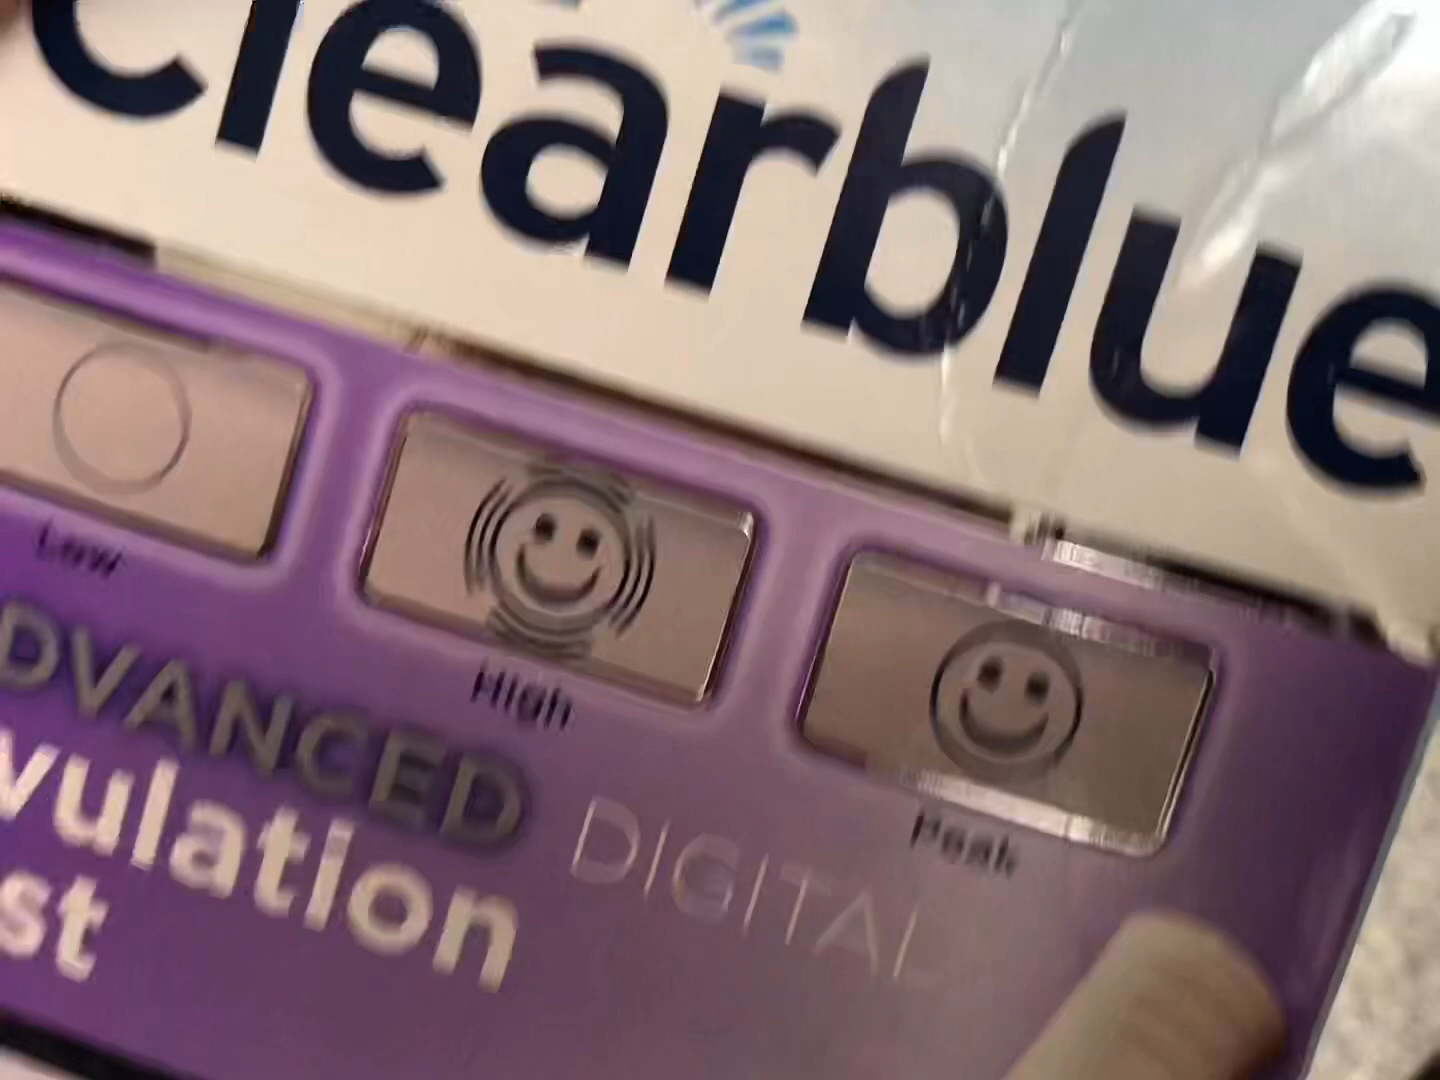 Clearblue
Low
High
Peak
DVANCED
DIGITAL
vulation
st